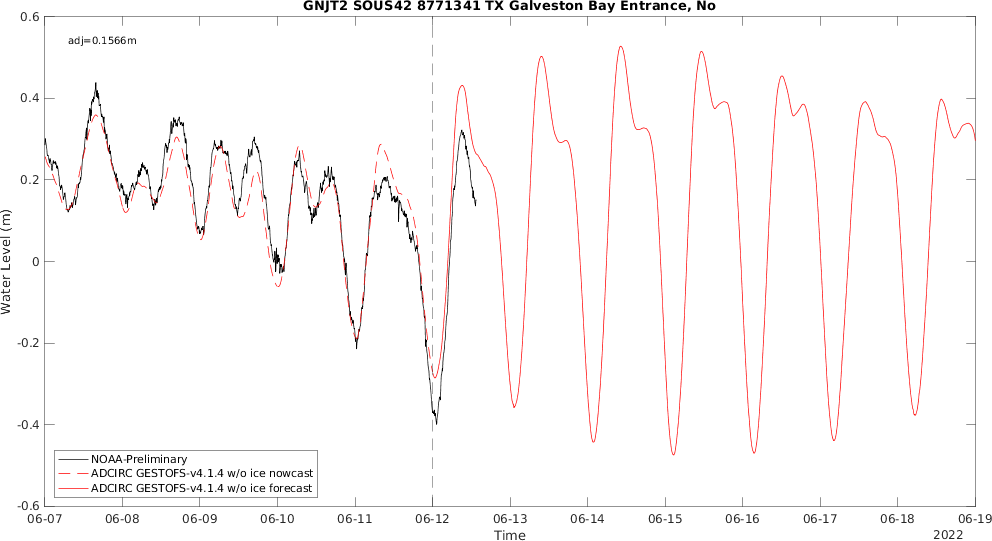 GNJT2 SOUS42 8771341 TX Galveston Bay Entrance, No
adj=0.1566m
0.6
0.4
0.2
0
-0.2
-0.4
-0.6
Water Level (m)
NOAA-Preliminary
ADCIRC GESTOFS-v4.1.4 w/o ice nowcast
ADCIRC GESTOFS-v4.1.4 w/o ice forecast
06-07 06-08 06-09 06-10 06-11 06-12 06-13 06-14 06-15 06-16 06-17 06-18 06-19
Time
2022